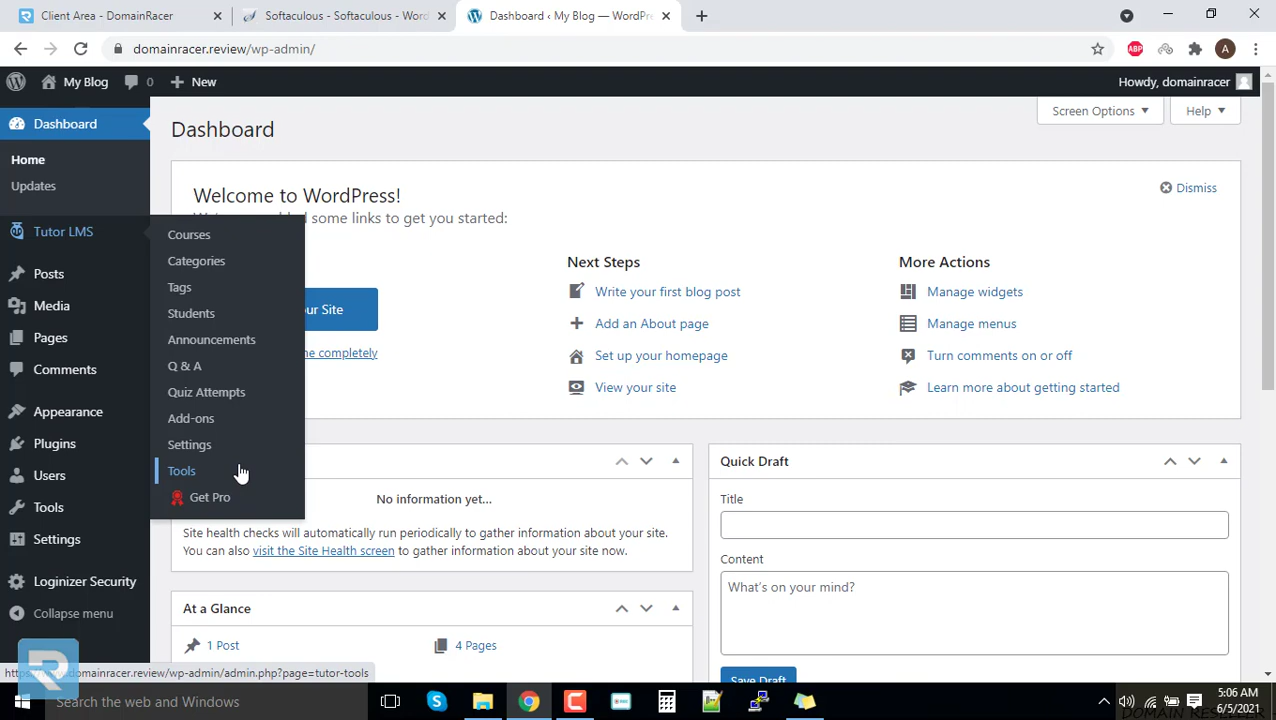 Client Area - DomainRacer
Softaculous - Softaculous - Wor
Dashboard ‹ My Blog — WordPre
domainracer.review/wp-admin/
ABP
A
My Blog
0
New
Howdy, domainracer
Dashboard
Home
Updates
Tutor LMS
Posts
Media
Pages
Comments
Appearance
Plugins
Users
Tools
Settings
Loginizer Security
Collapse menu
Courses
Categories
Tags
Students
Announcements
Q & A
Quiz Attempts
Add-ons
Settings
Tools
Get Pro
Dashboard
Screen Options
Help
Welcome to WordPress!
some links to get you started:
Dismiss
our Site
me completely
Next Steps
Write your first blog post
Add an About page
Set up your homepage
View your site
More Actions
Manage widgets
Manage menus
Turn comments on or off
Learn more about getting started
No information yet...
Site health checks will automatically run periodically to gather information about your site.
You can also visit the Site Health screen to gather information about your site now.
At a Glance
1 Post
4 Pages
Quick Draft
Title
Content
What's on your mind?
Save Draft
domainracer.review/wp-admin/admin.php?page=tutor-tools
Search the web and Windows
5:06 AM
6/5/2021